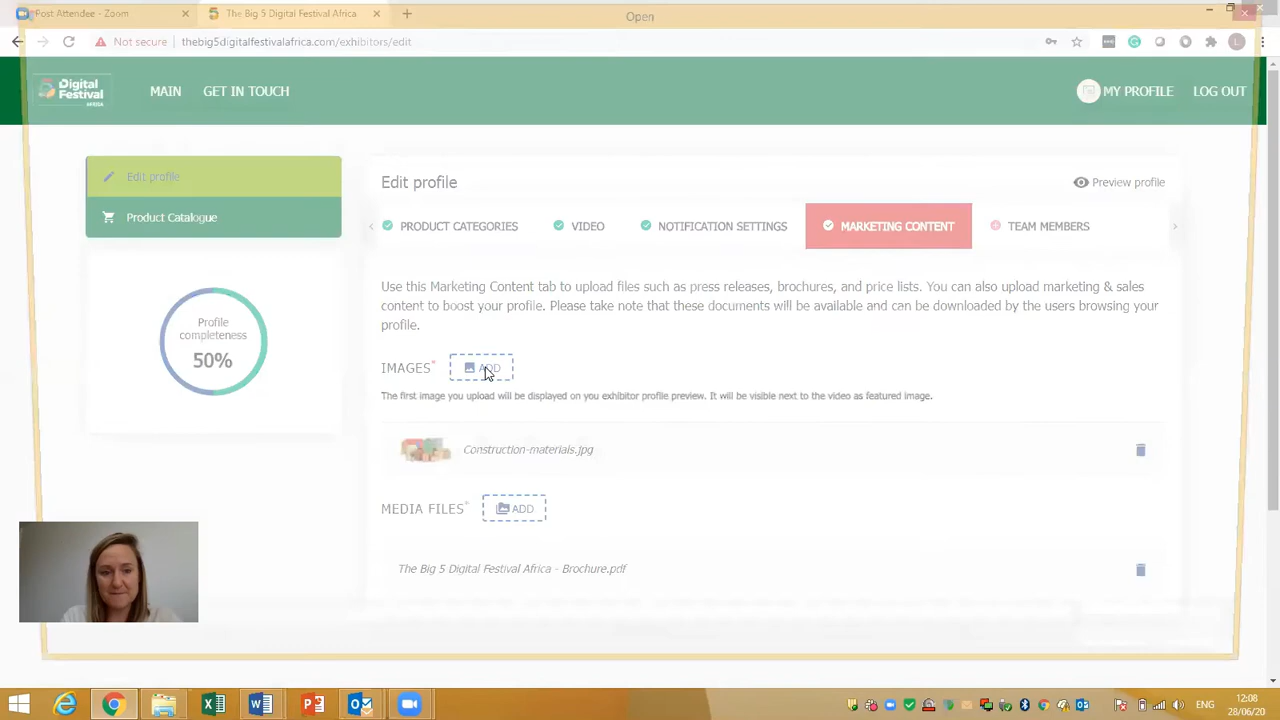 Post Attendee - Zoom
The Big 5 Digital Festival Africa
Open
Not secure
thebig5digitalfestivalafrica.com/exhibitors/edit
L
Digital
Festival
AFRICA
MAIN
GET IN TOUCH
MY PROFILE
LOG OUT
Edit profile
Product Catalogue
Profile
completeness
50%
Edit profile
Preview profile
PRODUCT CATEGORIES
VIDEO
NOTIFICATION SETTINGS
MARKETING CONTENT
TEAM MEMBERS
Use this Marketing Content tab to upload files such as press releases, brochures, and price lists. You can also upload marketing & sales
content to boost your profile. Please take note that these documents will be available and can be downloaded by the users browsing your
profile.
IMAGES*
ADD
The first image you upload will be displayed on you exhibitor profile preview. It will be visible next to the video as featured image.
Construction-materials.jpg
MEDIA FILES*
ADD
The Big 5 Digital Festival Africa - Brochure.pdf
ENG
12:08
28/06/20